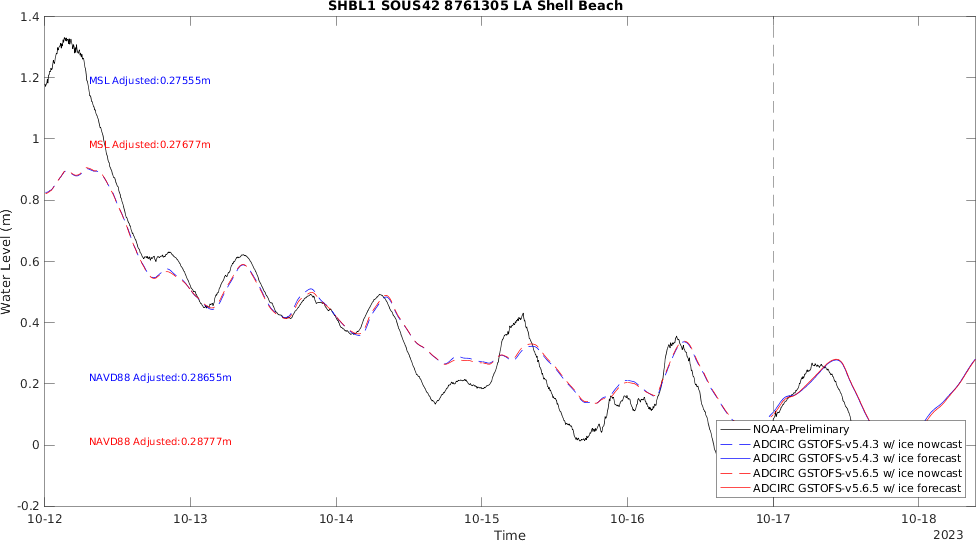 SHBL1 SOUS42 8761305 LA Shell Beach
1.4
1.2
1
0.8
0.6
0.4
0.2
0
-0.2
Water Level (m)
MSL Adjusted:0.27555m
MSL Adjusted:0.27677m
NAVD88 Adjusted:0.28655m
NAVD88 Adjusted:0.28777m
NOAA-Preliminary
ADCIRC GSTOFS-v5.4.3 w/ ice nowcast
ADCIRC GSTOFS-v5.4.3 w/ ice forecast
ADCIRC GSTOFS-v5.6.5 w/ ice nowcast
ADCIRC GSTOFS-v5.6.5 w/ ice forecast
10-12 10-13 10-14 10-15 10-16 10-17 10-18
Time
2023